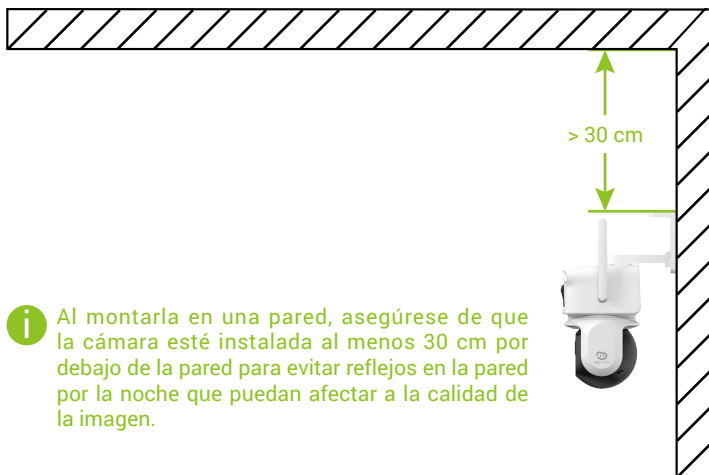 > 30 cm
i
Al montarla en una pared, asegúrese de que
la cámara esté instalada al menos 30 cm por
debajo de la pared para evitar reflejos en la pared
por la noche que puedan afectar a la calidad de
la imagen.